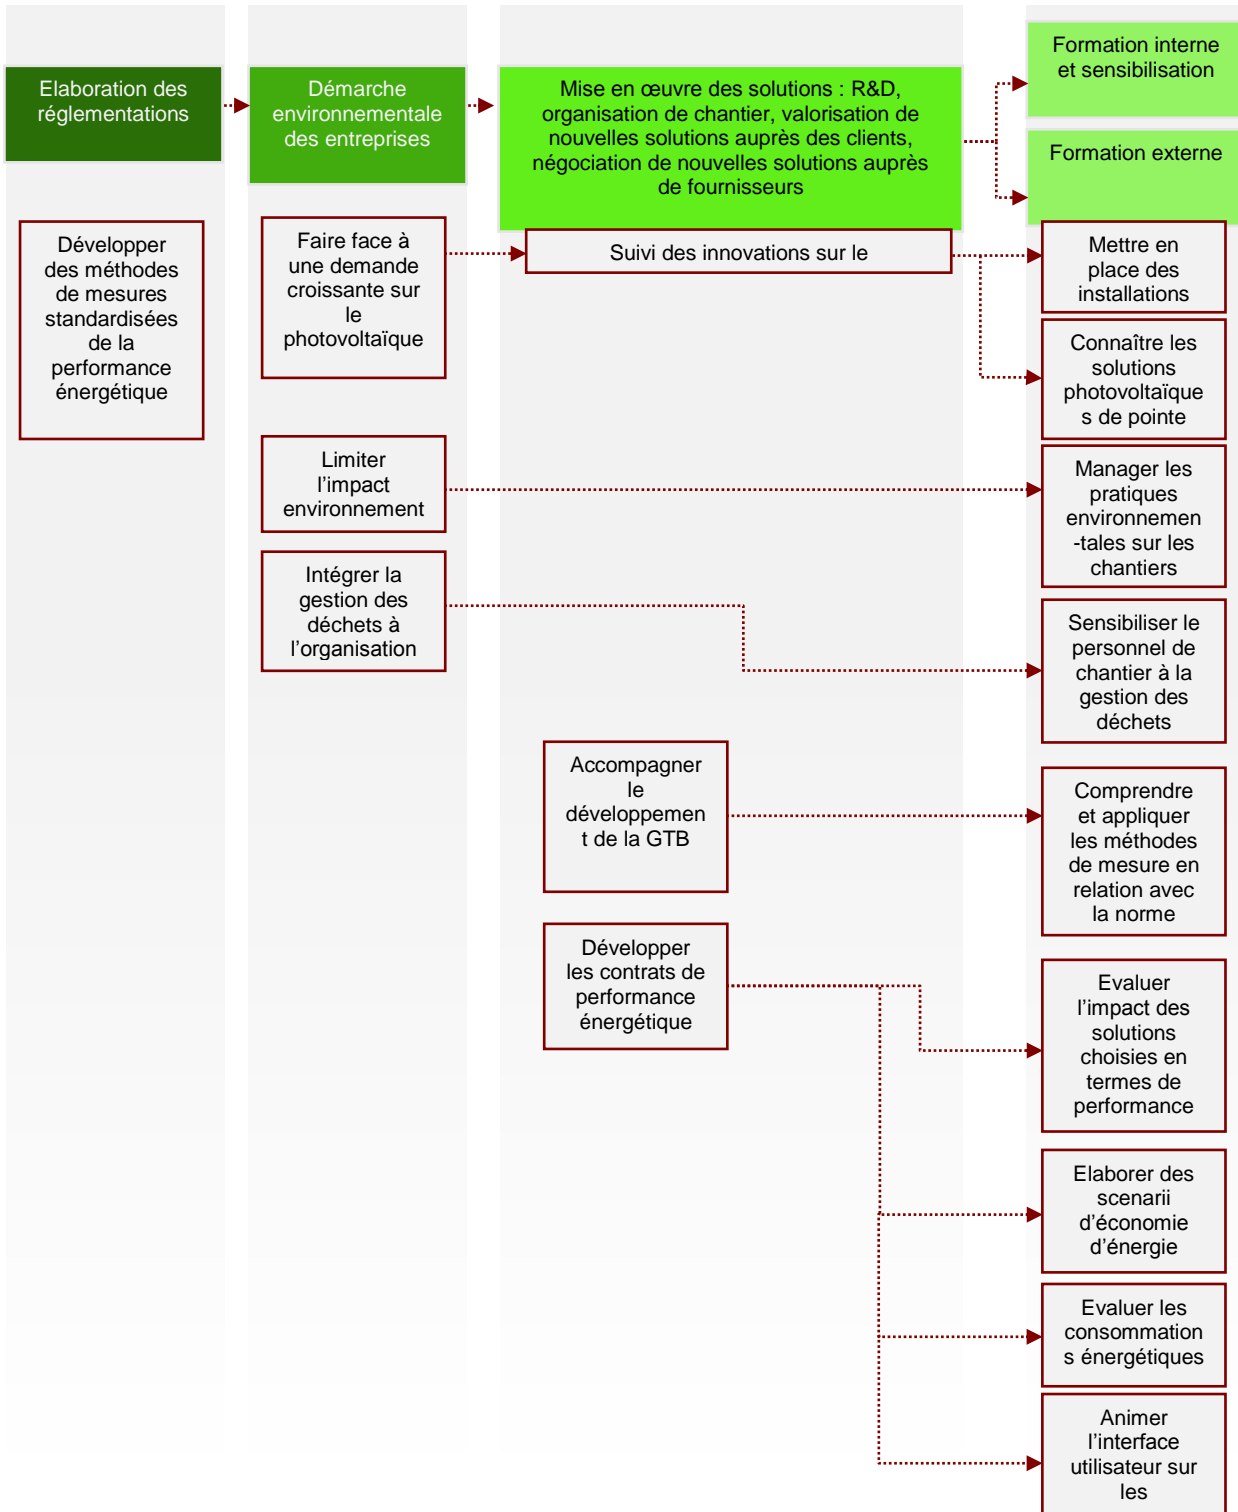 Elaboration des
réglementations
Démarche
environnementale
des entreprises
Mise en œuvre des solutions : R&D,
organisation de chantier, valorisation de
nouvelles solutions auprès des clients,
négociation de nouvelles solutions auprès
de fournisseurs
Formation interne
et sensibilisation
Formation externe
Développer
des méthodes
de mesures
standardisées
de la
performance
énergétique
Faire face à
une demande
croissante sur
le
photovoltaïque
Suivi des innovations sur le
Mettre en
place des
installations
Connaître les
solutions
photovoltaïque
s de pointe
Limiter
l’impact
environnement
Manager les
pratiques
environnemen
-tales sur les
chantiers
Intégrer la
gestion des
déchets à
l’organisation
Sensibiliser le
personnel de
chantier à la
gestion des
déchets
Accompagner
le
développemen
t de la GTB
Comprendre
et appliquer
les méthodes
de mesure en
relation avec
la norme
Développer
les contrats de
performance
énergétique
Evaluer
l’impact des
solutions
choisies en
termes de
performance
Elaborer des
scenarii
d’économie
d’énergie
Evaluer les
consommation
s énergétiques
Animer
l’interface
utilisateur sur
les